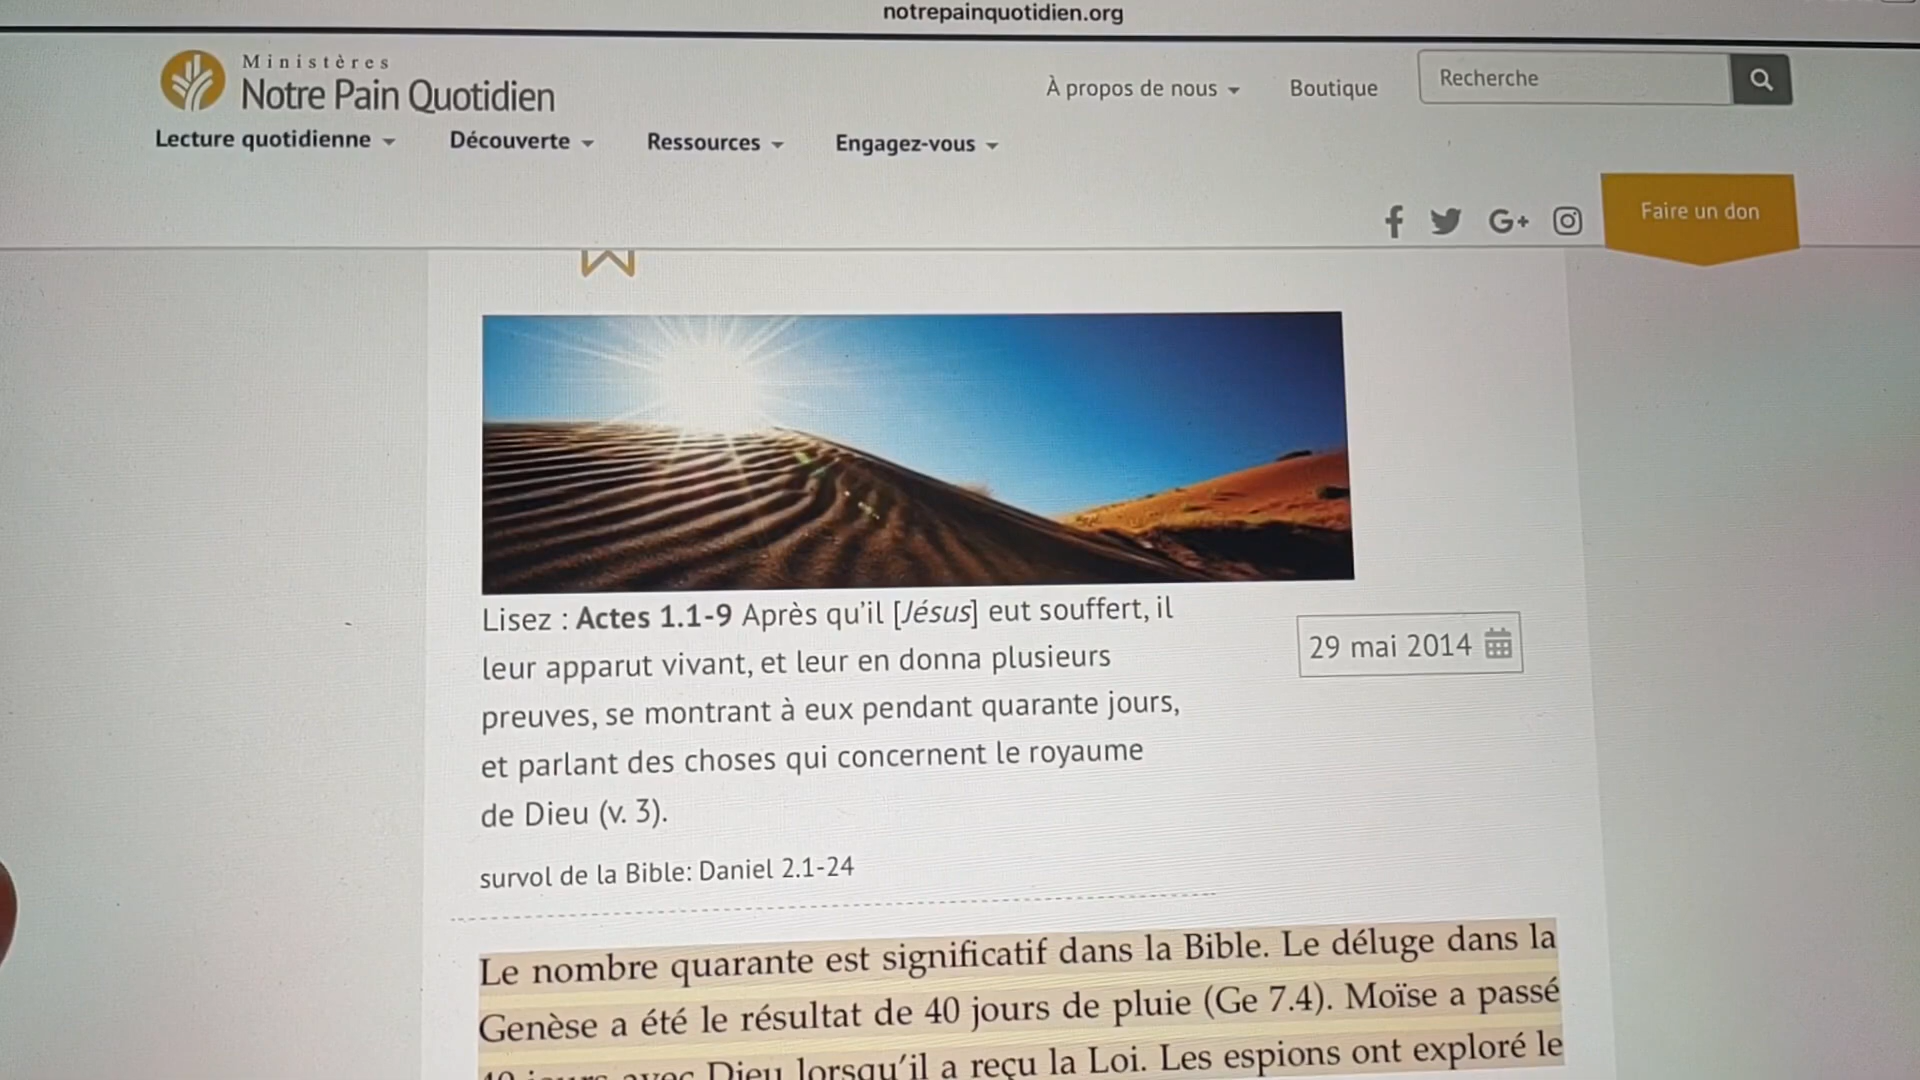 notrepainquotidien.org
Ministères
Notre Pain Quotidien
À propos de nous
Boutique
Recherche
Lecture quotidienne
Découverte
Ressources
Engagez-vous
G+
Faire un don
Lisez : Actes 1.1-9 Après qu'il [Jésus] eut souffert, il
leur apparut vivant, et leur en donna plusieurs
preuves, se montrant à eux pendant quarante jours,
et parlant des choses qui concernent le royaume
de Dieu (v. 3).
29 mai 2014
survol de la Bible: Daniel 2.1-24
Le nombre quarante est significatif dans la Bible. Le déluge dans la
Genèse a été le résultat de 40 jours de pluie (Ge 7.4). Moïse a passé
40 jours avec Dieu lorsqu'il a reçu la Loi. Les espions ont exploré le